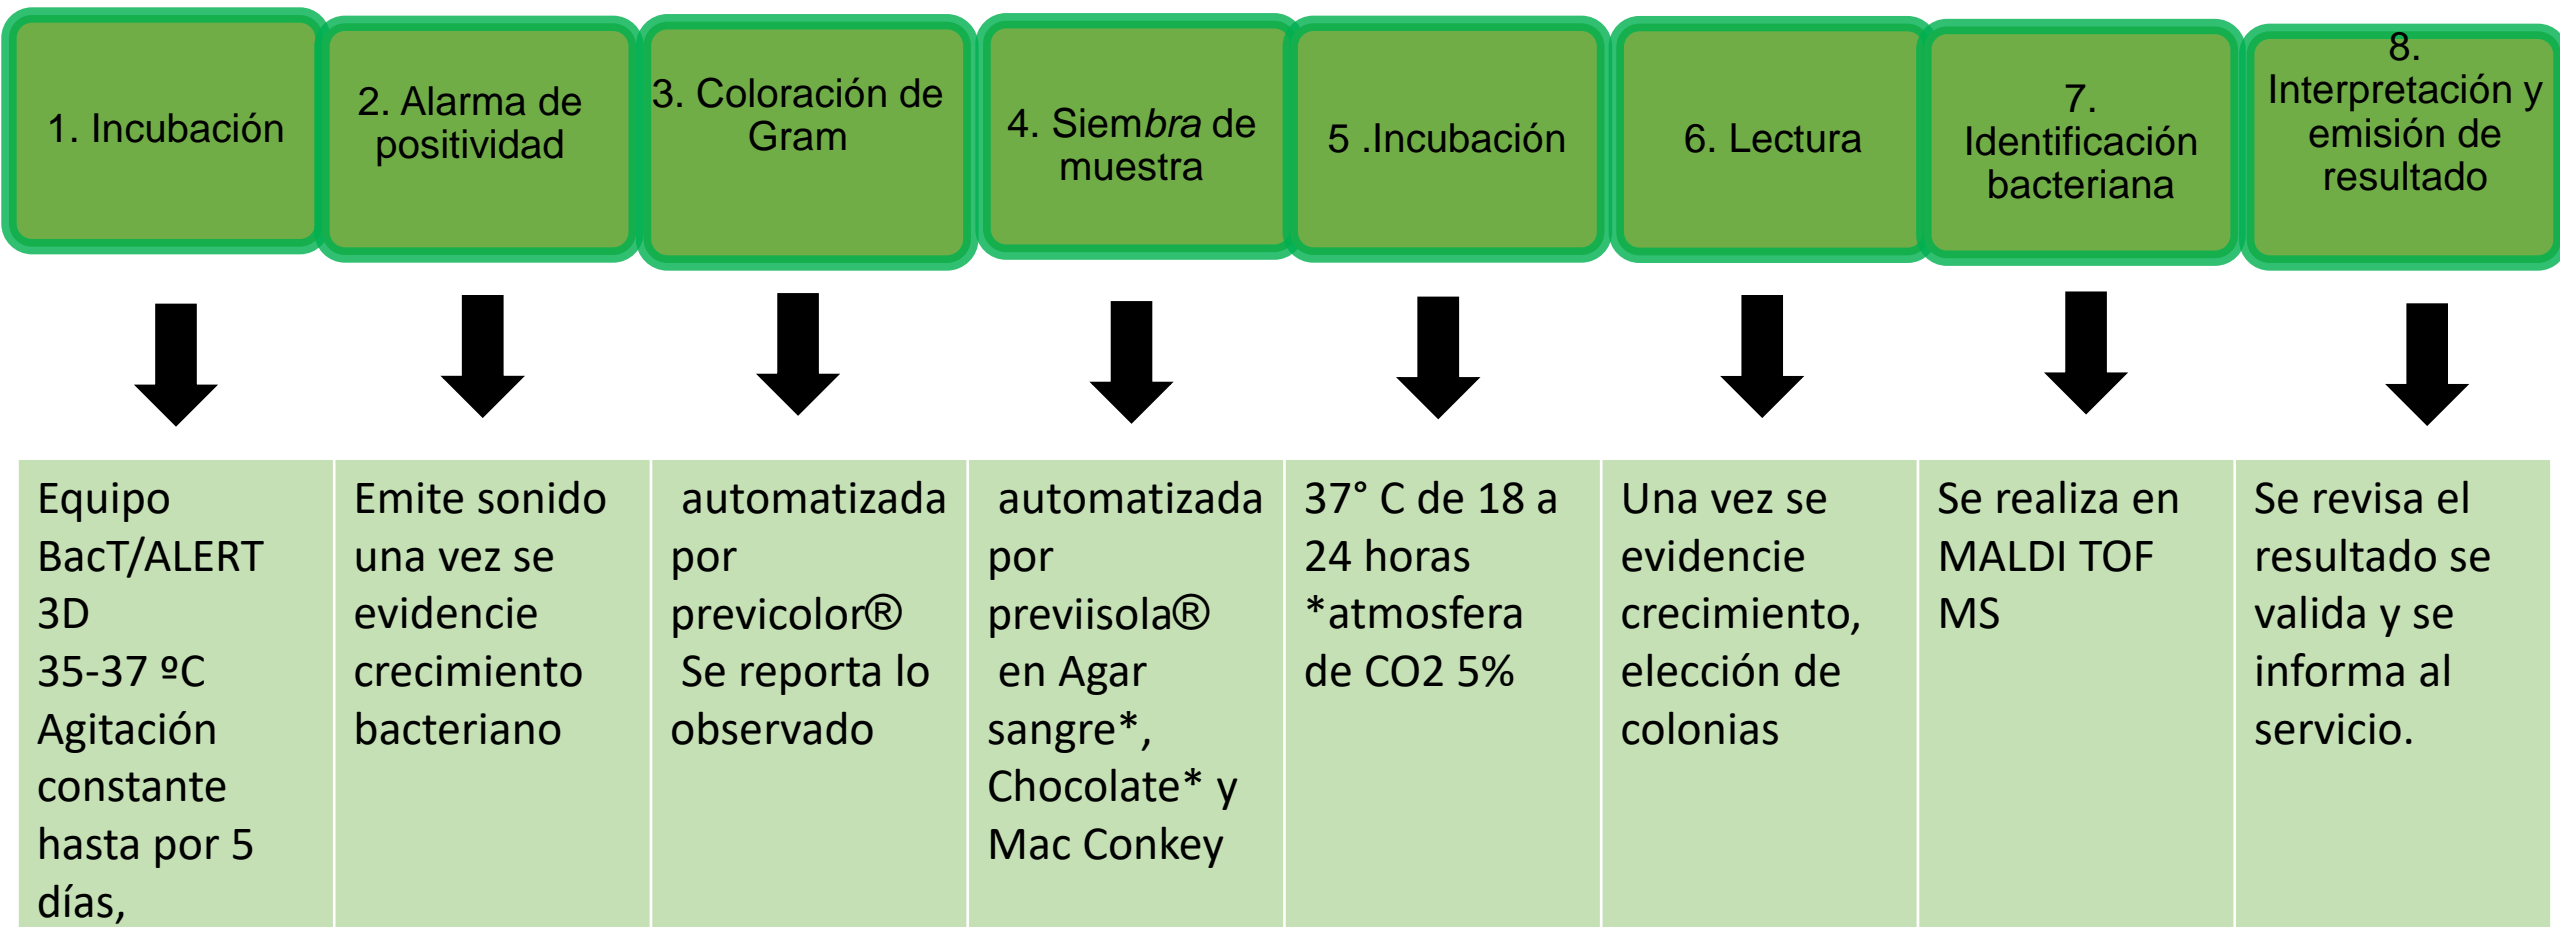 1. Incubación
2. Alarma de
positividad
3. Coloración de
Gram
4. Siembra de
muestra
5 .Incubación
6. Lectura
7.
Identificación
bacteriana
8.
Interpretación y
emisión de
resultado
Equipo
BacT/ALERT
3D
35-37 ºC
Agitación
constante
hasta por 5
días,
Emite sonido
una vez se
evidencie
crecimiento
bacteriano
automatizada
por
previcolor®
Se reporta lo
observado
automatizada
por
previisola®
en Agar
sangre*,
Chocolate* y
Mac Conkey
37° C de 18 a
24 horas
*atmosfera
de CO2 5%
Una vez se
evidencie
crecimiento,
elección de
colonias
Se realiza en
MALDI TOF
MS
Se revisa el
resultado se
valida y se
informa al
servicio.